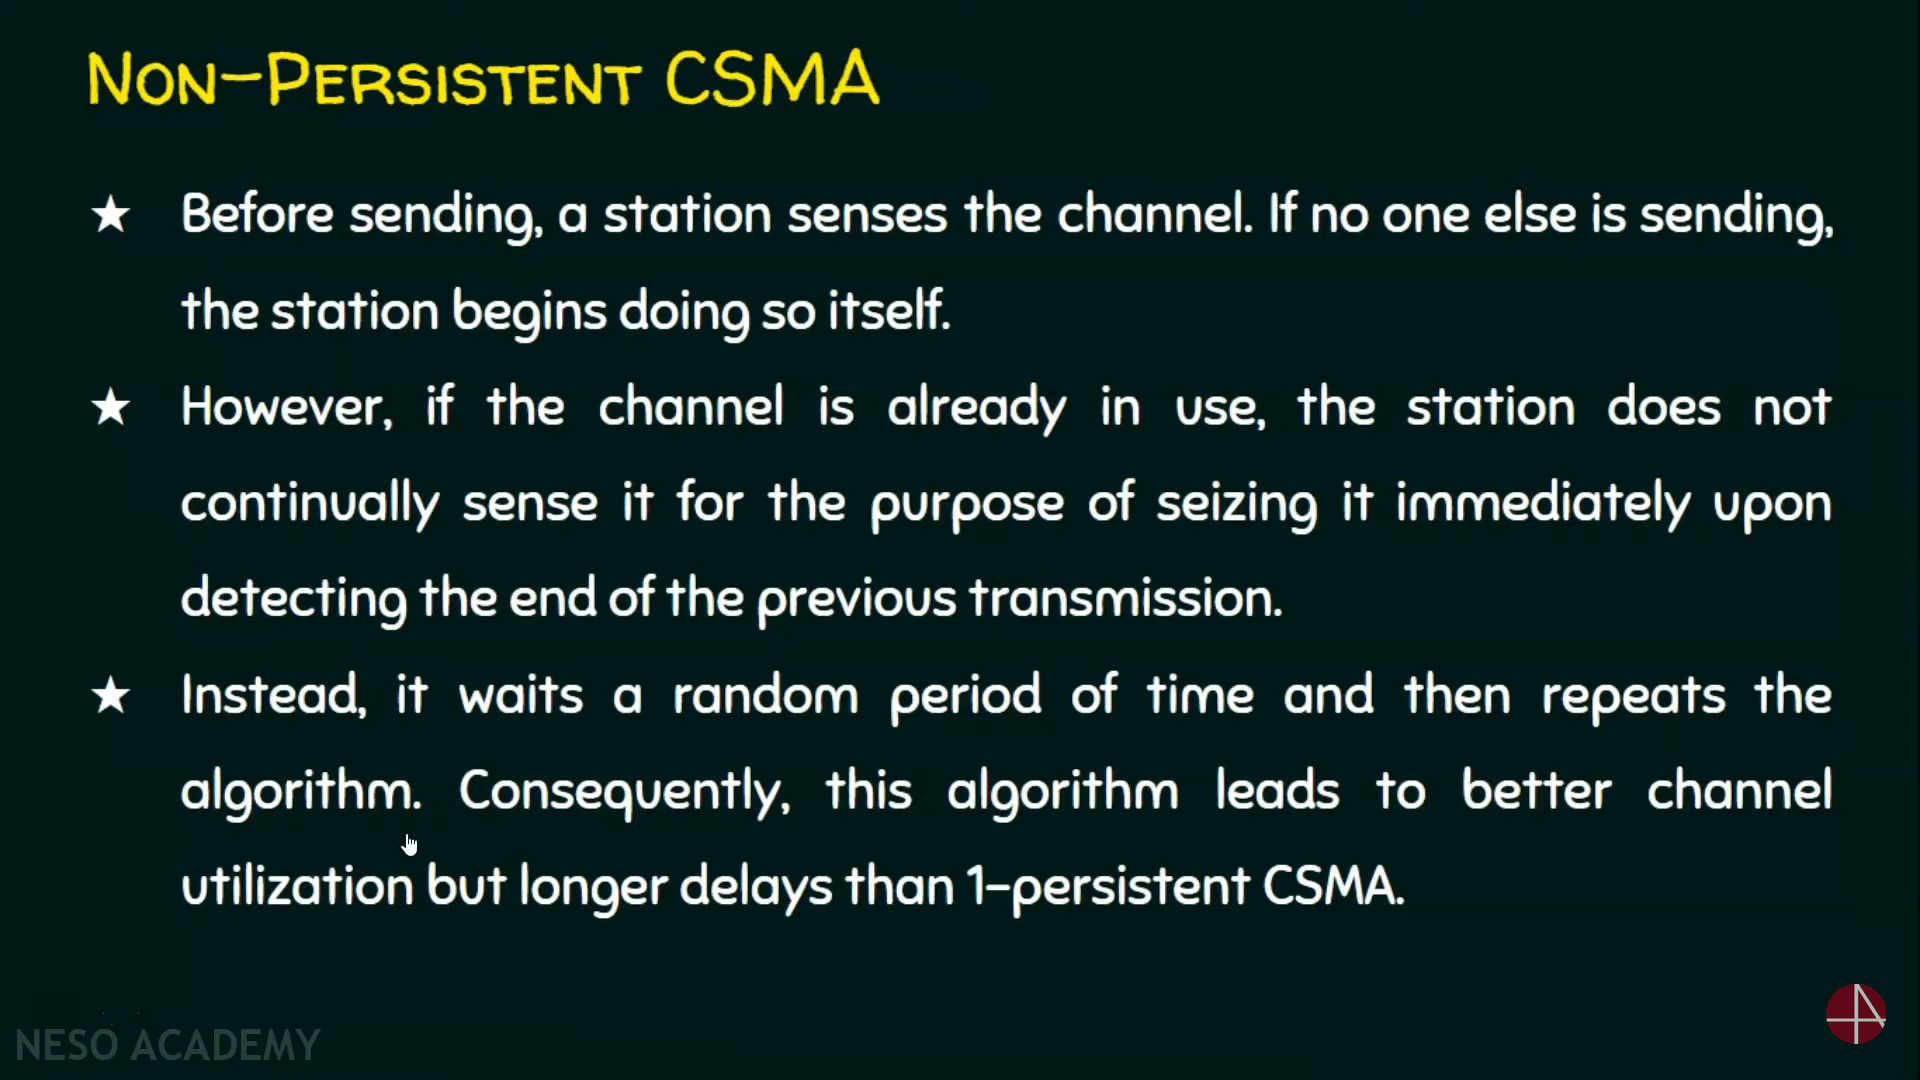 Non-Persistent CSMA
★ Before sending, a station senses the channel. If no one else is sending,
the station begins doing so itself.
★ However, if the channel is already in use, the station does not
continually sense it for the purpose of seizing it immediately upon
detecting the end of the previous transmission.
★ Instead, it waits a random period of time and then repeats the
algorithm. Consequently, this algorithm leads to better channel
utilization but longer delays than 1-persistent CSMA.
NESO ACADEMY